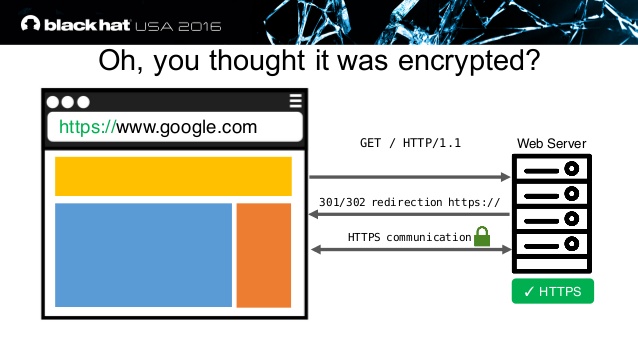 black hat USA 2016
Oh, you thought it was encrypted?
https://www.google.com
GET / HTTP/1.1
Web Server
301/302 redirection https://
HTTPS communication
✓ HTTPS